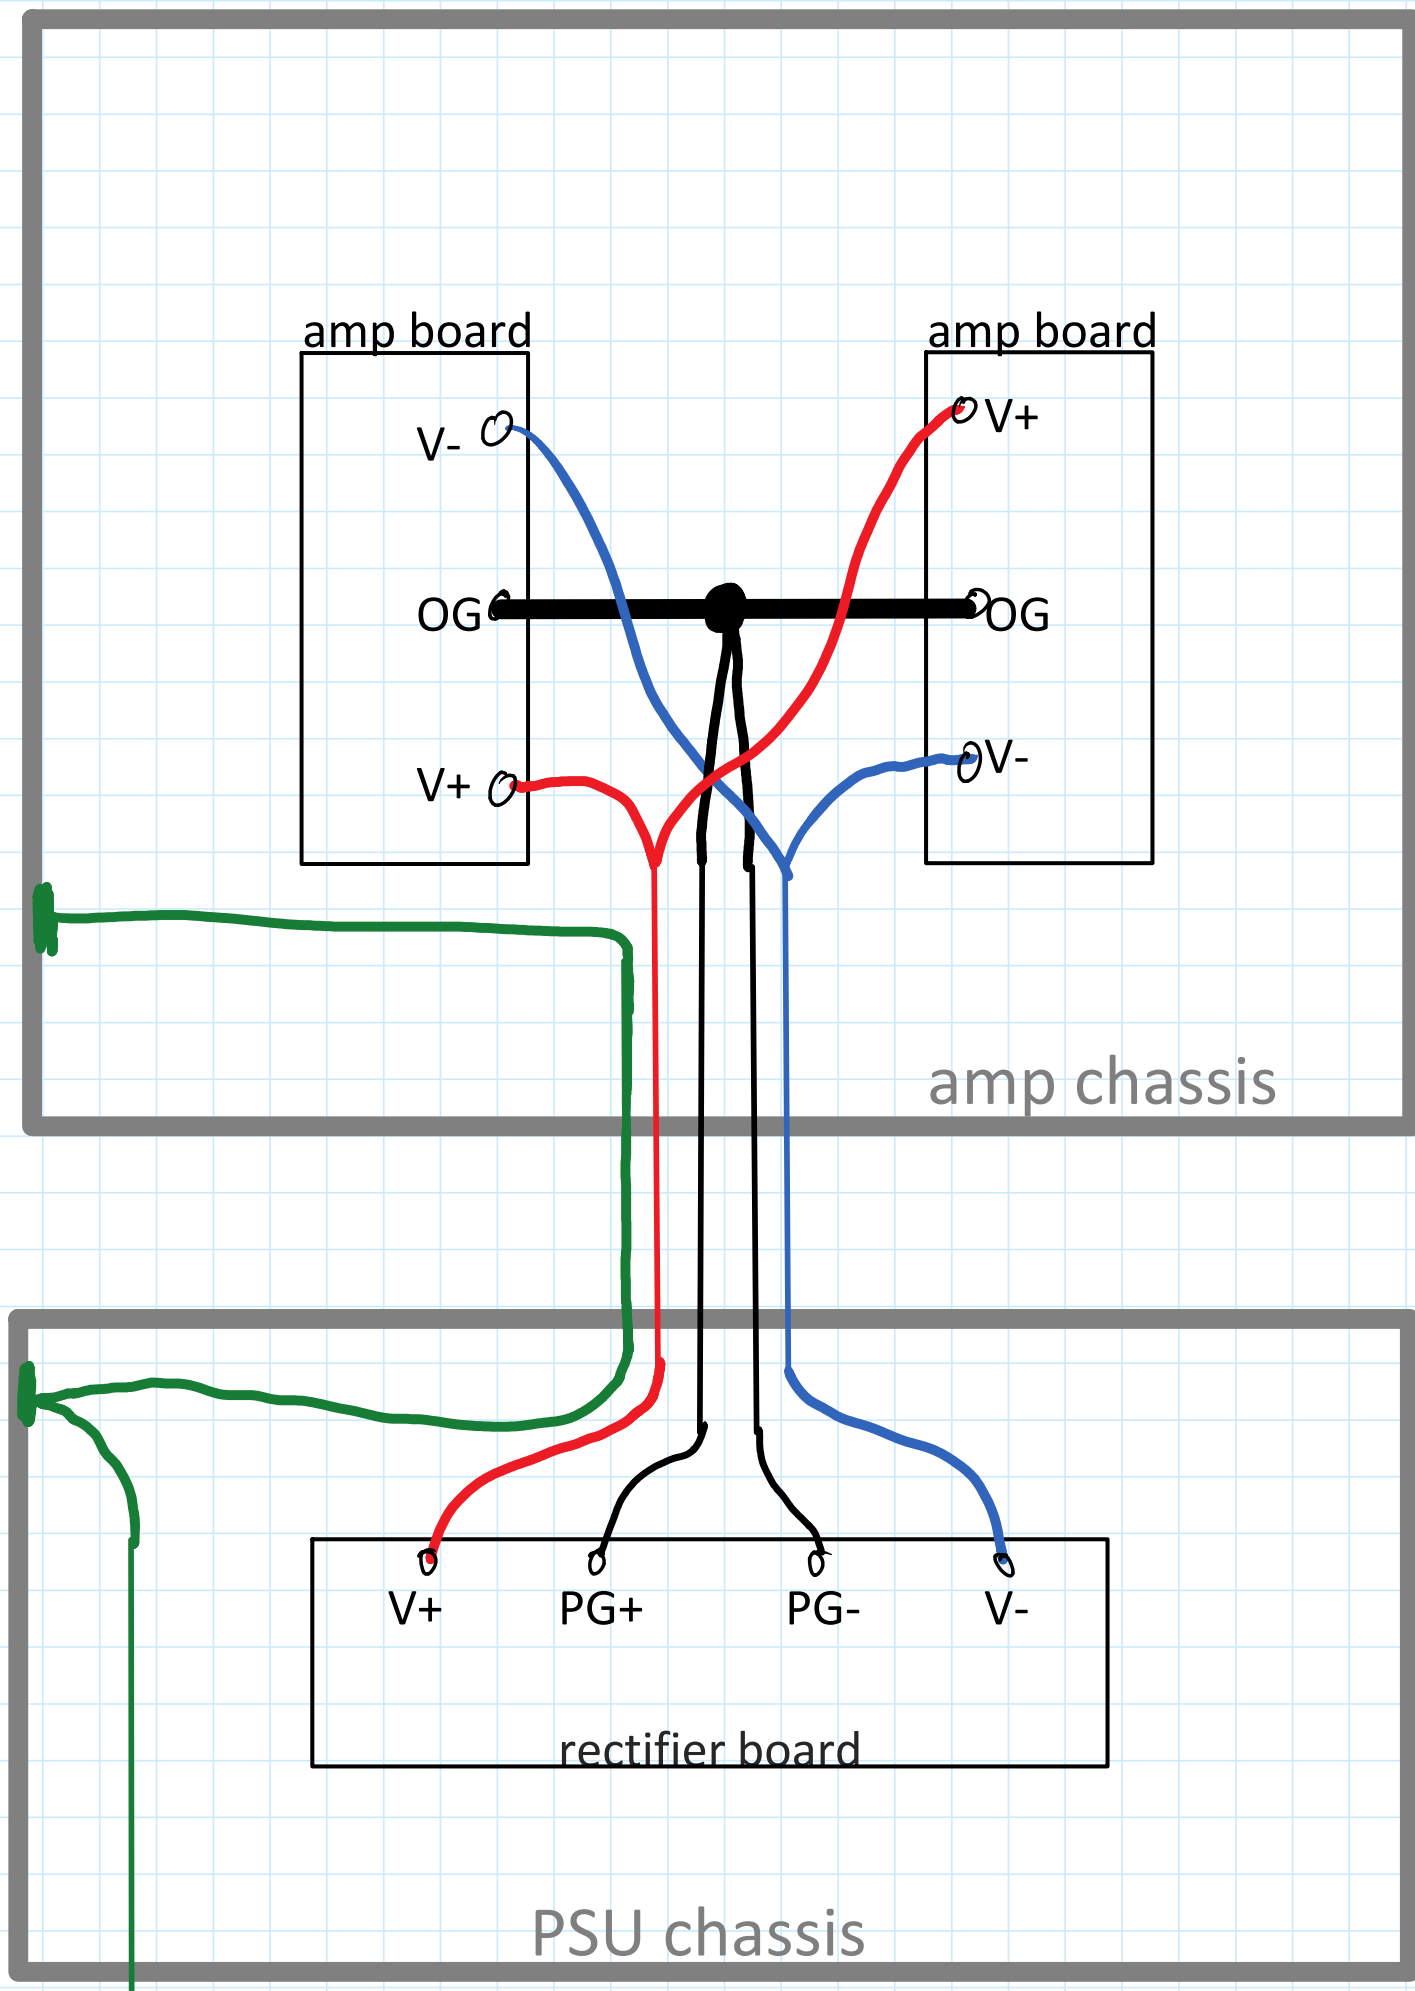 amp board
amp board
V-
V+
OG
OG
V+
V-
amp chassis
V+
PG+
PG-
V-
rectifier board
PSU chassis